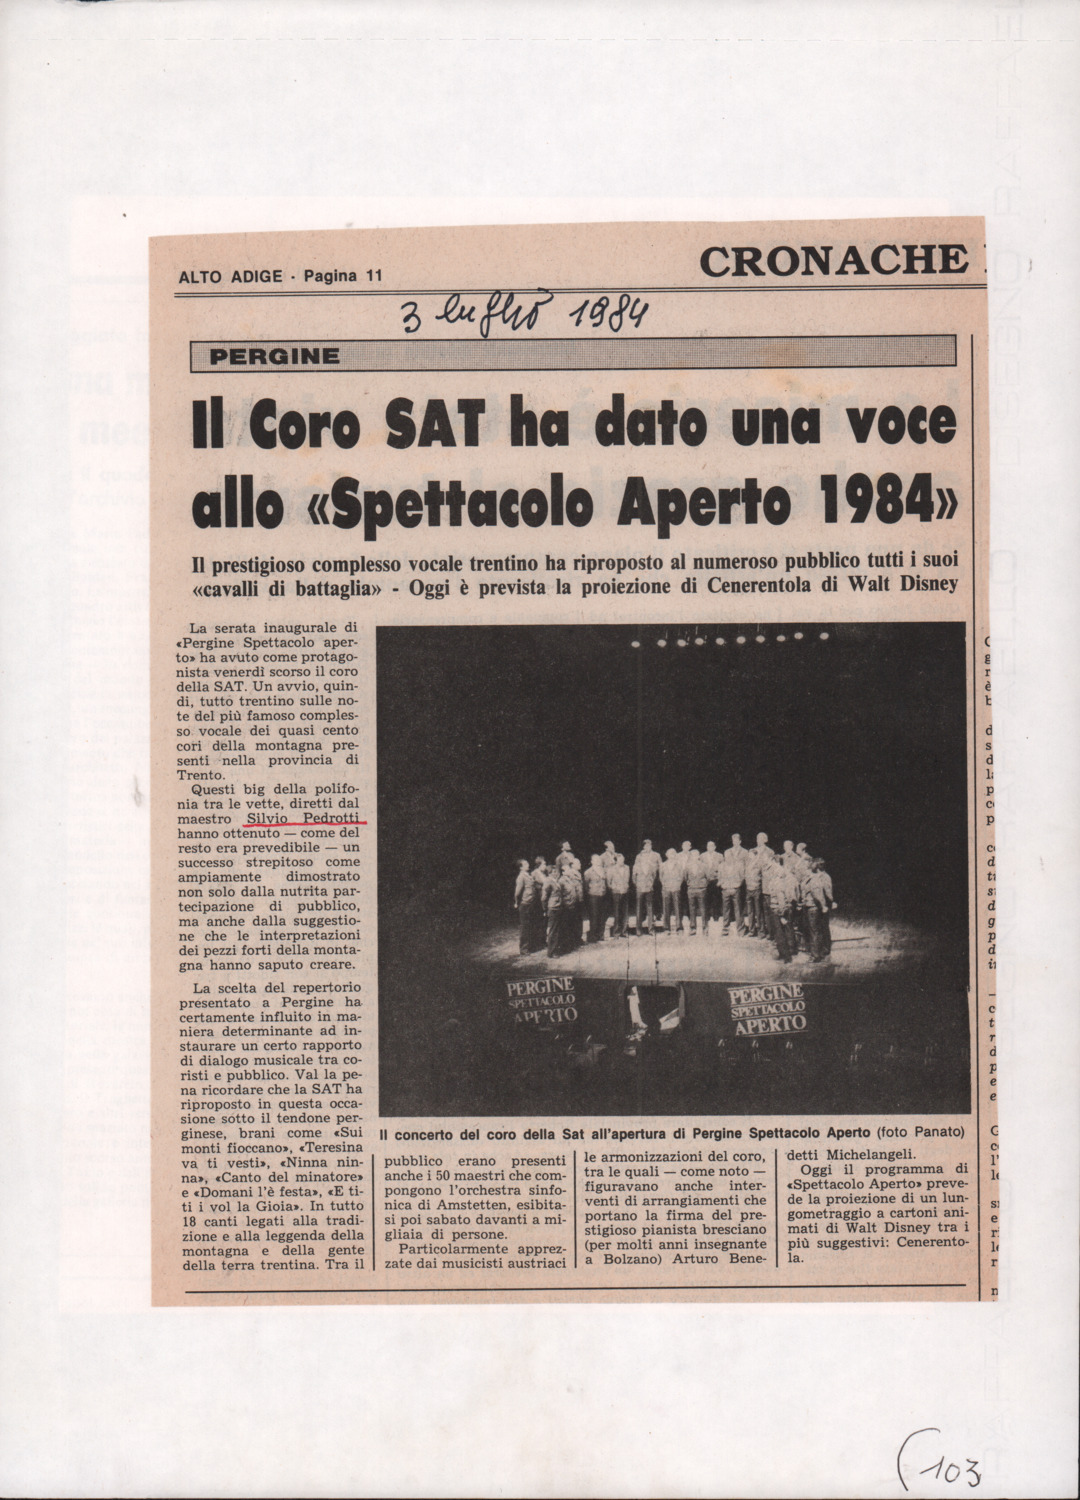 ALTO ADIGE - Pagina 11
CRONACHE
3 luglio 1984
PERGINE
Il Coro SAT ha dato una voce
allo «Spettacolo Aperto 1984»
Il prestigioso complesso vocale trentino ha riproposto al numeroso pubblico tutti i suoi
«cavalli di battaglia» - Oggi è prevista la proiezione di Cenerentola di Walt Disney
La serata inaugurale di
«Pergine Spettacolo aper-
to» ha avuto come protago-
nista venerdì scorso il coro
della SAT. Un avvio, quin-
di, tutto trentino sulle no-
te del più famoso comples-
so vocale dei quasi cento
cori della montagna pre-
senti nella provincia di
Trento.
Questi big della polifo-
nia tra le vette, diretti dal
maestro Silvio Pedrotti
hanno ottenuto — come del
resto era prevedibile — un
successo strepitoso come
ampiamente dimostrato
non solo dalla nutrita par-
tecipazione di pubblico,
ma anche dalla suggestio-
ne che le interpretazioni
dei pezzi forti della monta-
gna hanno saputo creare.
La scelta del repertorio
presentato a Pergine ha
certamente influito in ma-
niera determinante ad in-
staurare un certo rapporto
di dialogo musicale tra co-
risti e pubblico. Val la pe-
na ricordare che la SAT ha
riproposto in questa occa-
sione sotto il tendone per-
ginese, brani come «Sui
monti fioccano», «Teresina
va ti vesti», «Ninna nin-
na», «Canto del minatore»
e «Domani l'è festa», «E ti-
ti i vol la Gioia». In tutto
18 canti legati alla tradi-
zione e alla leggenda della
montagna e della gente
della terra trentina. Tra il
PERGINE
SPETTACOLO
APERTO
PERGINE
SPETTACOLO
APERTO
Il concerto del coro della Sat all'apertura di Pergine Spettacolo Aperto (foto Panato)
pubblico erano presenti
anche i 50 maestri che com-
pongono l'orchestra sinfo-
nica di Amstetten, esibita-
si poi sabato davanti a mi-
gliaia di persone.
Particolarmente apprez-
zate dai musicisti austriaci
le armonizzazioni del coro,
tra le quali — come noto —
figuravano anche inter-
venti di arrangiamenti che
portano la firma del pre-
stigioso pianista bresciano
(per molti anni insegnante
a Bolzano) Arturo Bene-
detti Michelangeli.
Oggi il programma di
«Spettacolo Aperto» preve-
de la proiezione di un lun-
gometraggio a cartoni ani-
mati di Walt Disney tra i
più suggestivi: Cenerento-
la.
103